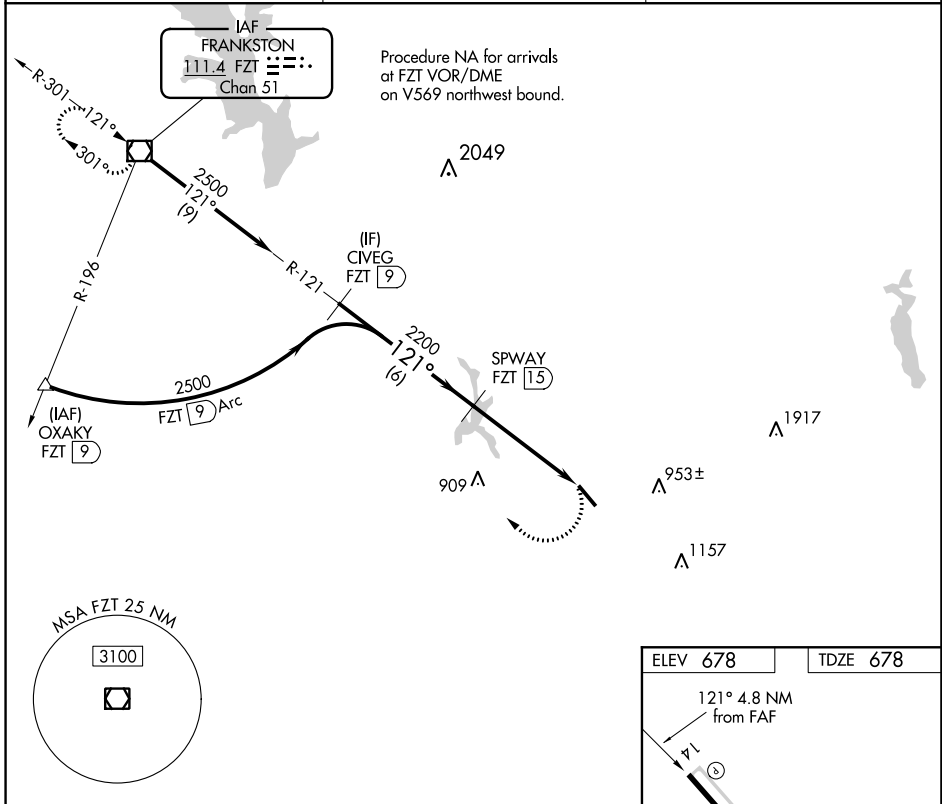 IAF
FRANKSTON
111.4 FZT
Chan 51
Procedure NA for arrivals
at FZT VOR/DME
on V569 northwest bound.
R-301
121°
301°
2049
2500
121°
(9)
R-196
R-121
(IF)
CIVEG
FZT 9
2200
121°
(6)
SPWAY
FZT 15
2500
FZT 9 Arc
(IAF)
OXAKY
FZT 9
1917
953±
909
1157
MSA FZT 25 NM
3100
ELEV 678
TDZE 678
121° 4.8 NM
from FAF
14
P